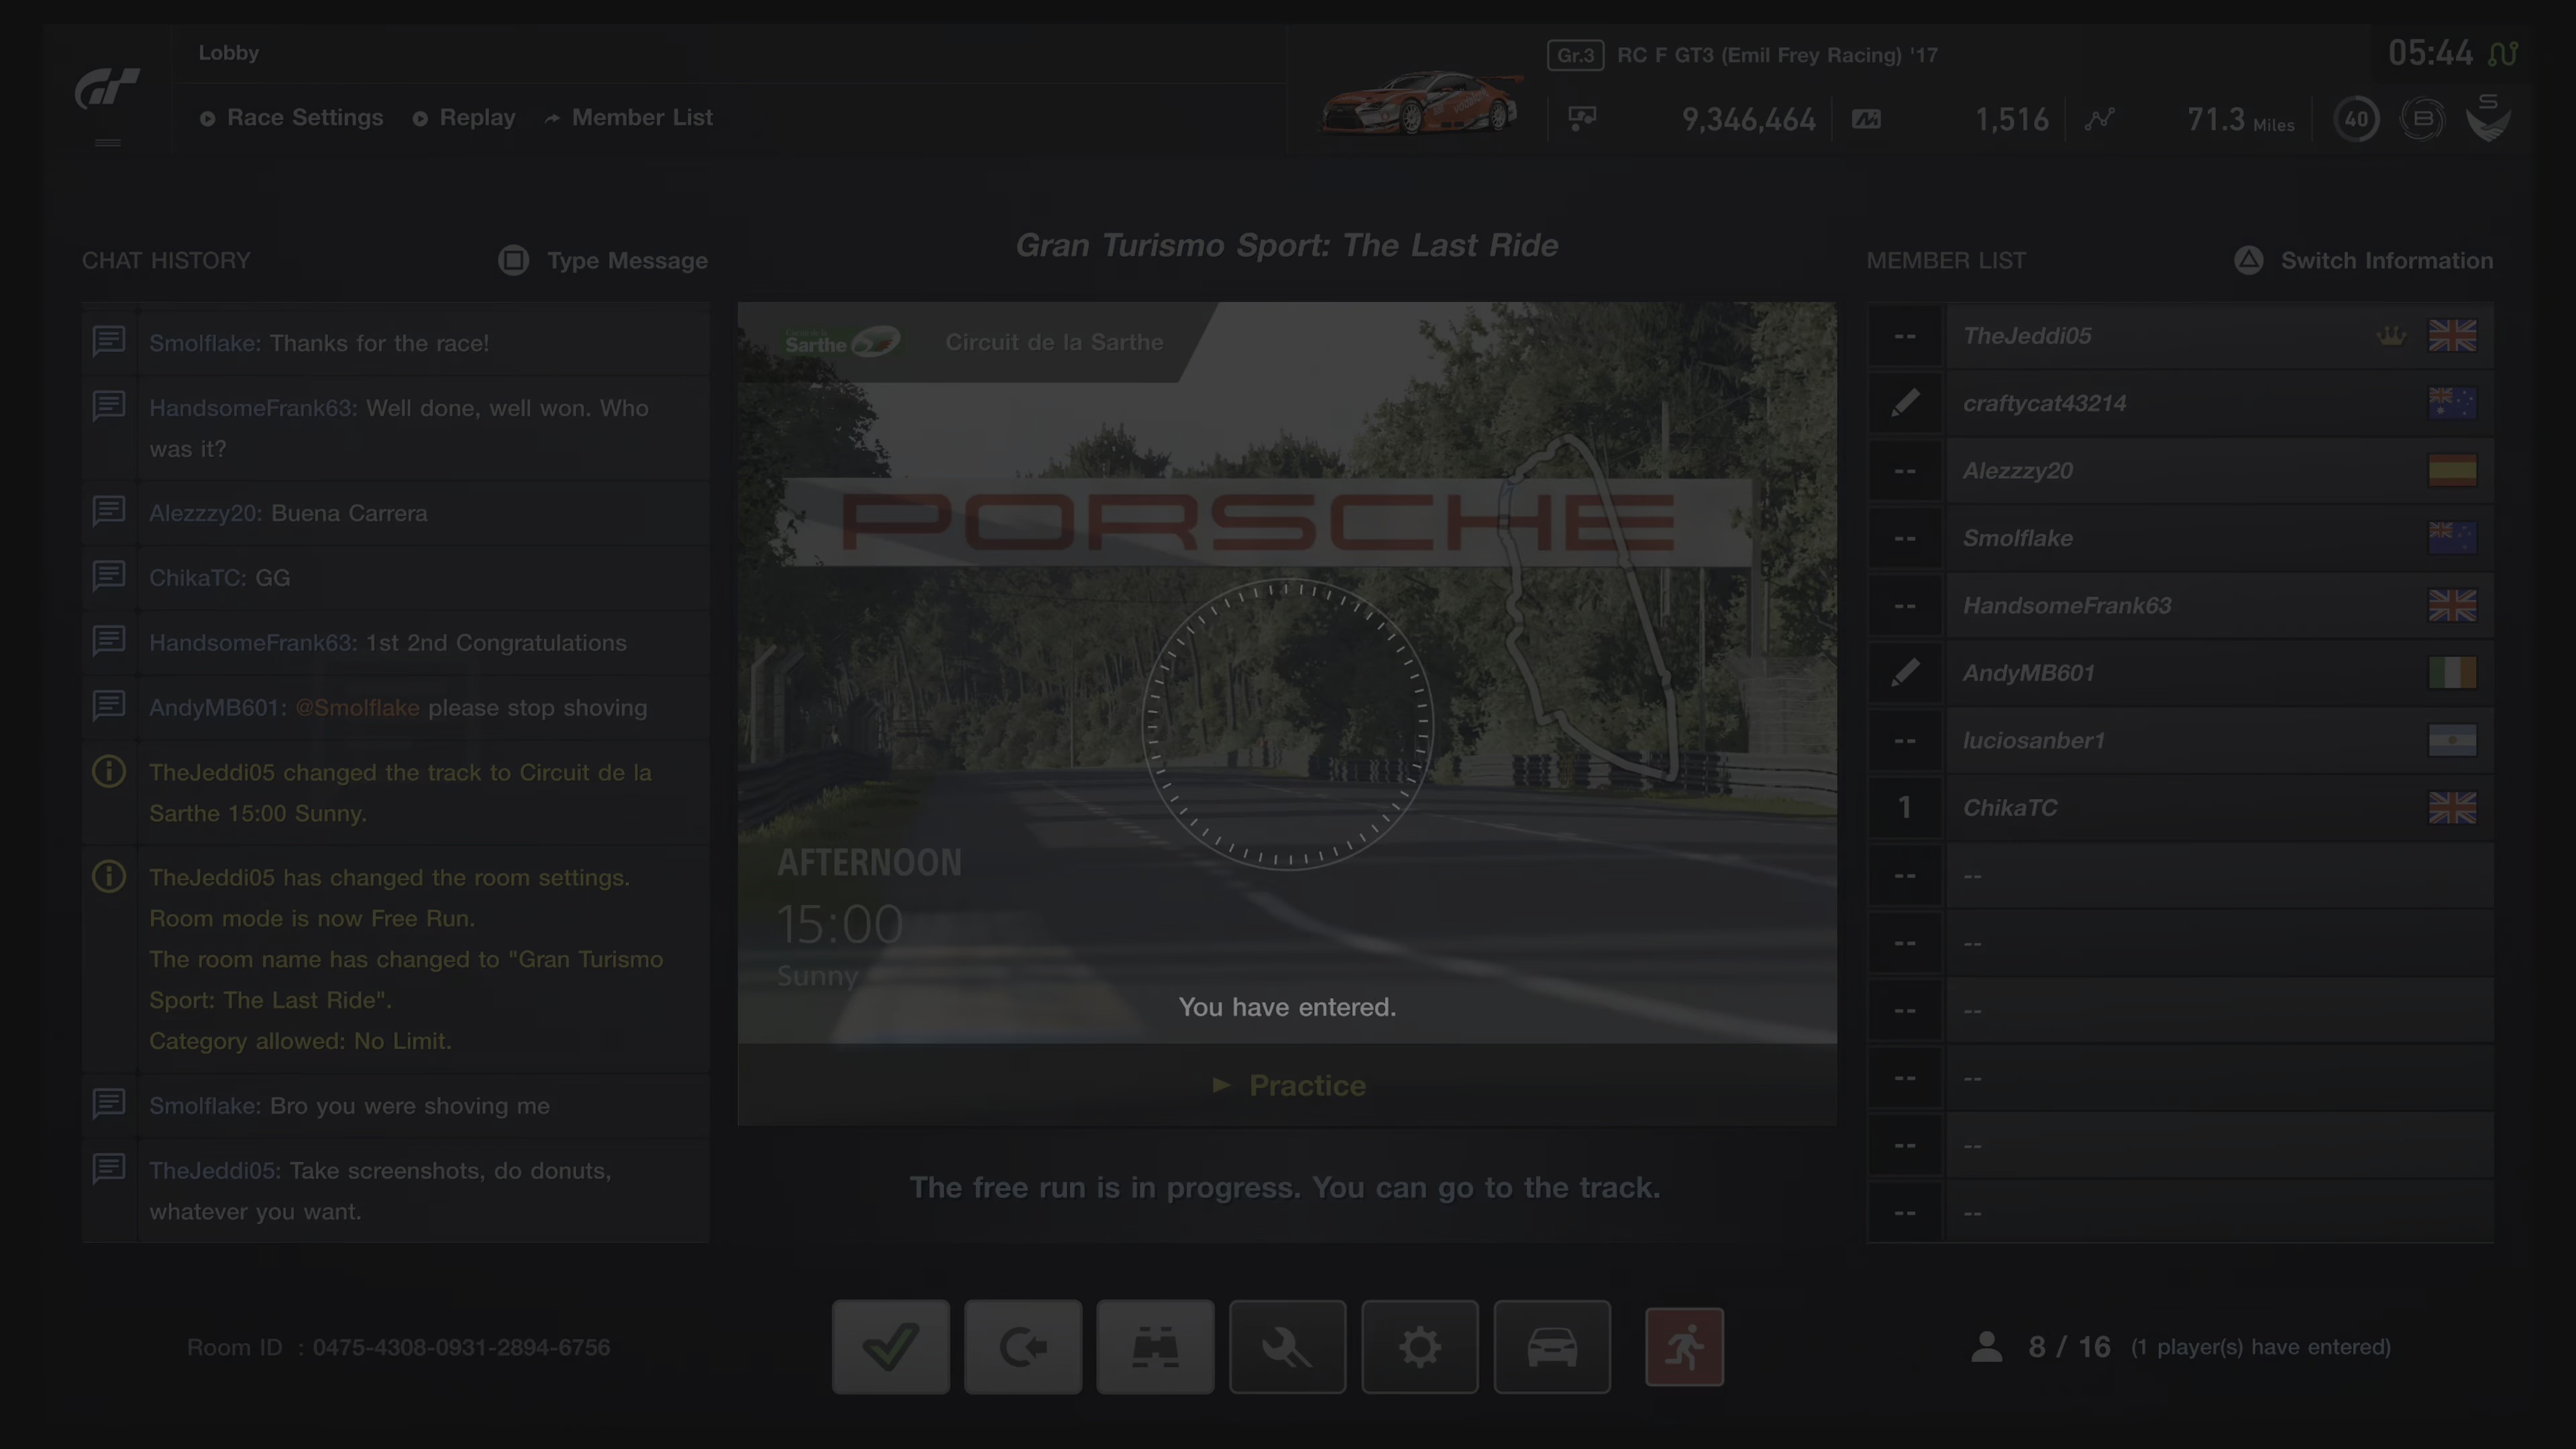 Lobby
Race Settings
Replay
Member List
Gr.3
RC F GT3 (Emil Frey Racing) '17
05:44
9,346,464
1,516
71.3 Miles
40
B
S
CHAT HISTORY
Type Message
Smolflake: Thanks for the race!
HandsomeFrank63: Well done, well won. Who
was it?
Alezzzy20: Buena Carrera
ChikaTC: GG
HandsomeFrank63: 1st 2nd Congratulations
AndyMB601: @Smolflake please stop shoving
TheJeddi05 changed the track to Circuit de la
Sarthe 15:00 Sunny.
TheJeddi05 has changed the room settings.
Room mode is now Free Run.
The room name has changed to "Gran Turismo
Sport: The Last Ride".
Category allowed: No Limit.
Smolflake: Bro you were shoving me
TheJeddi05: Take screenshots, do donuts,
whatever you want.
Gran Turismo Sport: The Last Ride
Sarthe
Circuit de la Sarthe
PORSCHE
AFTERNOON
15:00
Sunny
You have entered.
Practice
The free run is in progress. You can go to the track.
MEMBER LIST
Switch Information
-- TheJeddi05
craftycat43214
-- Alezzzy20
-- Smolflake
-- HandsomeFrank63
AndyMB601
-- luciosanber1
1 ChikaTC
-- --
-- --
-- --
-- --
-- --
-- --
Room ID : 0475-4308-0931-2894-6756
8 / 16 (1 player(s) have entered)